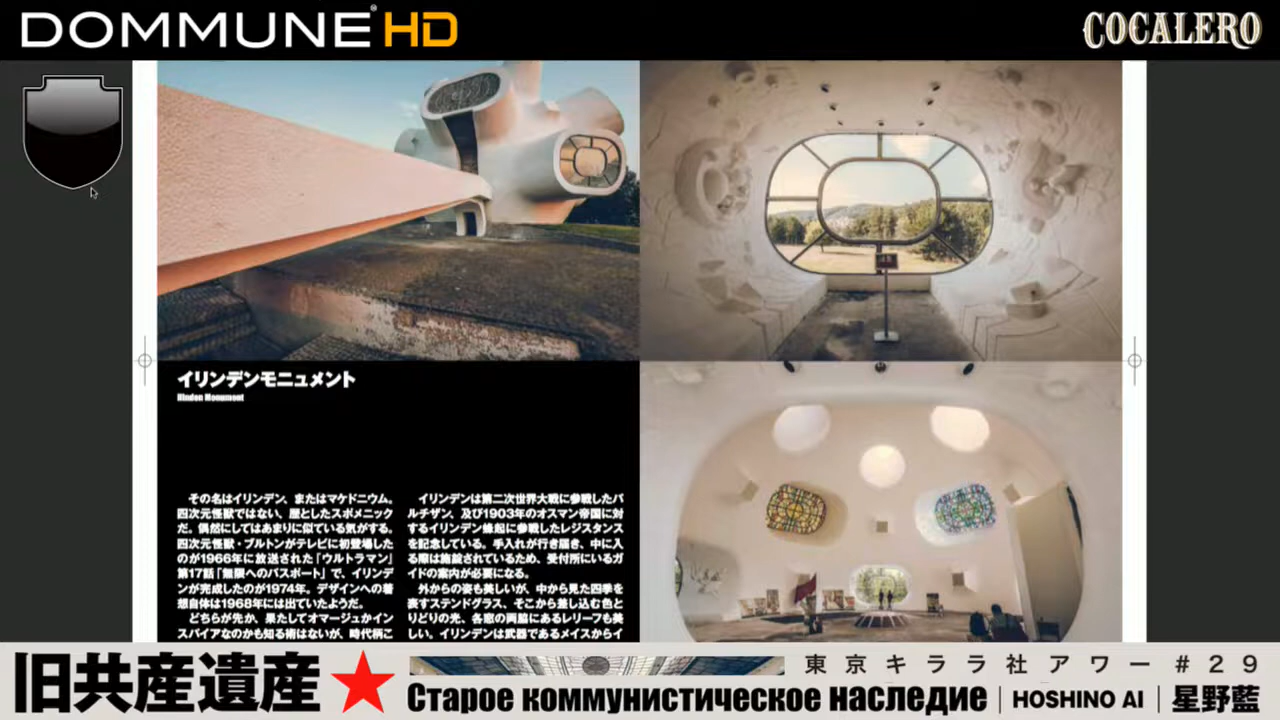 DOMMUNE HD
COCALERO
イリンデンモニュメント
Ilinden Monument
その名はイリンデン、またはマケドニウム。
四次元怪獣ではない、歴としたスポメニック
だ。偶然にしてはあまりに似ている気がする。
四次元怪獣・ブルトンがテレビに初登場した
のが1966年に放送された「ウルトラマン」
第17話「無限へのパスポート」で、イリンデ
ンが完成したのが1974年。デザインへの着
想自体は1968年には出ていたようだ。
どちらが先か、果たしてオマージュかイン
スパイアなのかも知る術はないが、時代柄こ
イリンデンは第二次世界大戦に参戦したパ
ルチザン、及び1903年のオスマン帝国に対
するイリンデン蜂起に参戦したレジスタンス
を記念している。手入れが行き届き、中に入
る際は施錠されているため、受付所にいるガ
イドの案内が必要になる。
外からの姿も美しいが、中から見た四季を
表すステンドグラス、そこから差し込む色と
りどりの光、各窓の両脇にあるレリーフも美
しい。イリンデンは武器であるメイスからイ
東京キララ社アワー#29
旧共産遺産★
Старое коммунистическое наследие | HOSHINO AI | 星野藍